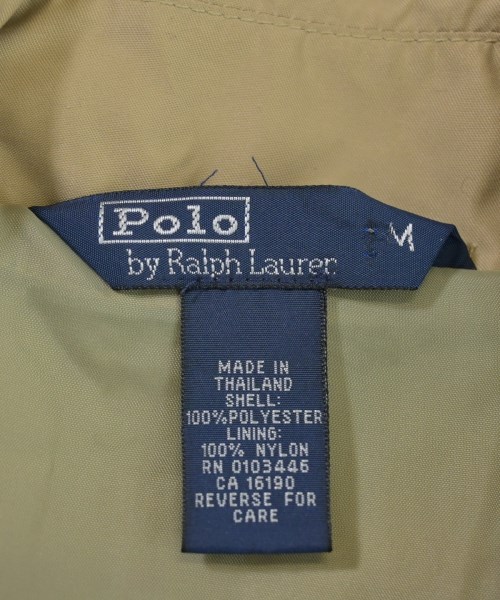 Polo M
by Ralph Lauren
MADE IN
THAILAND
SHELL:
100%POLYESTER
LINING:
100% NYLON
RN 0103446
CA 16190
REVERSE FOR
CARE